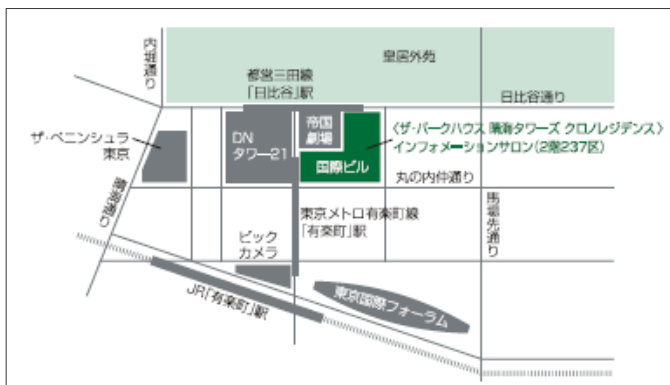 内堀通り
皇居外苑
都営三田線
「日比谷」駅
日比谷通り
ザ・ペニンシュラ
東京
DN
タワー21
帝国
劇場
国際ビル
〈ザ・パークハウス 晴海タワーズ クロノレジデンス〉
インフォメーションサロン(2階237区)
丸の内仲通り
晴海通り
東京メトロ有楽町線
「有楽町」駅
馬場先通り
ビック
カメラ
JR「有楽町」駅
東京国際フォーラム